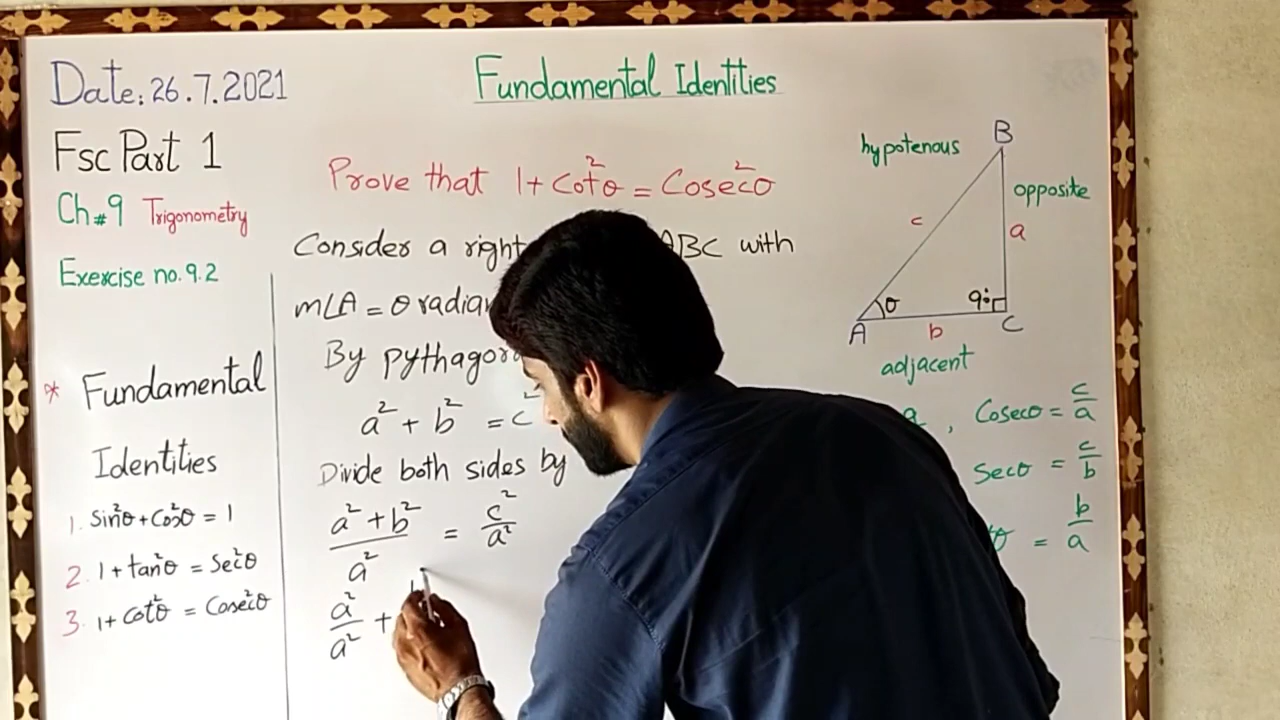 Date: 26.7.2021
Fundamental Identities
Fsc Part 1
Ch#9 Trigonometry
Exercise no. 9.2
* Fundamental
Identities
1. Sin²θ + Cos²θ = 1
2. 1 + tan²θ = Sec²θ
3. 1 + cot²θ = Cosec²θ
Prove that 1 + Cot²θ = Cosec²θ
Consider a right ABC with
m∠A = θ radian
By
a² + b² = c²
Divide both sides by
a² + b² / a² = c² / a²
a² / a² +
B
hypotenous
opposite
c
a
θ
90°
A
b
C
adjacent
, Cosecθ = c/a
Secθ = c/b
= b/a